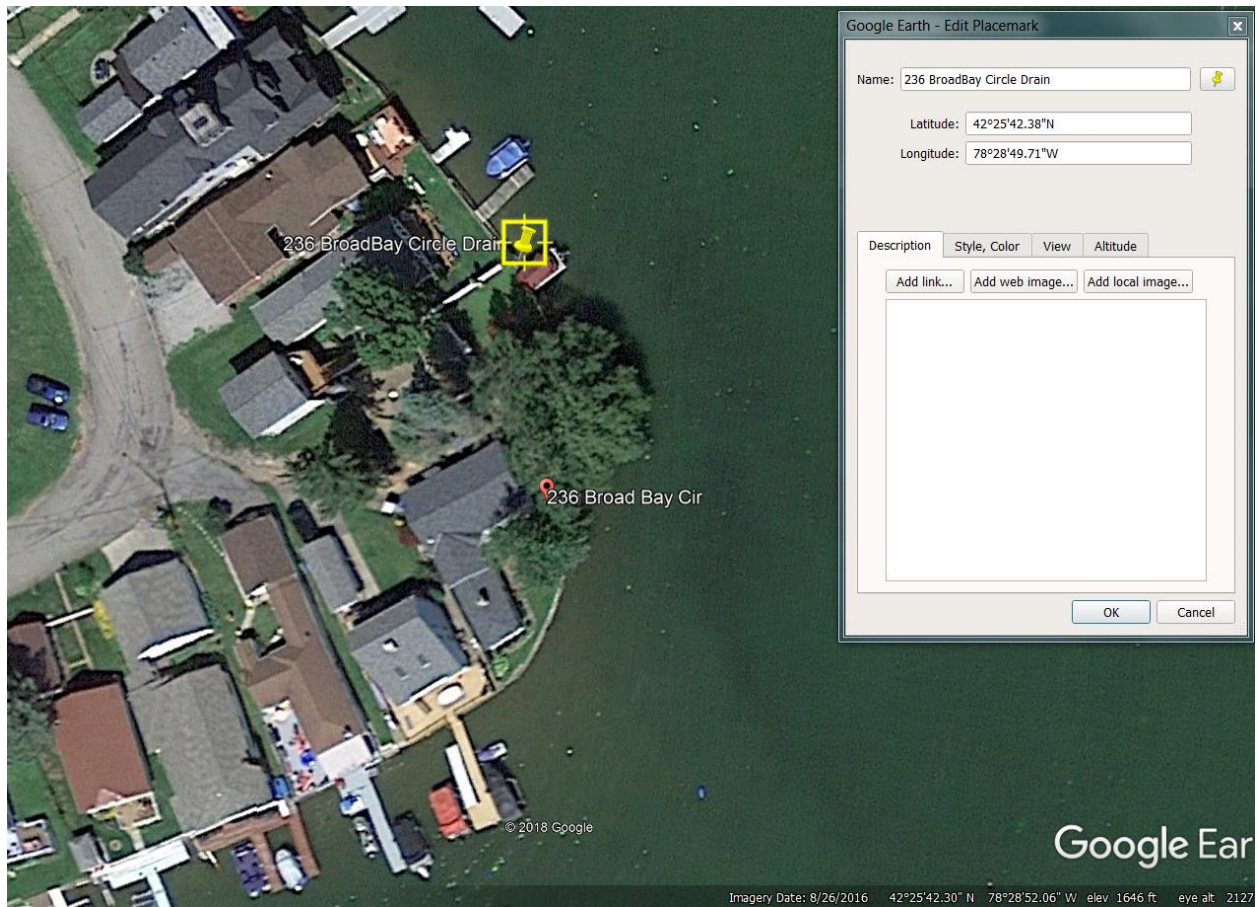 Google Earth - Edit Placemark
Name: 236 BroadBay Circle Drain
Latitude: 42°25'42.38"N
Longitude: 78°28'49.71"W
Description Style, Color View Altitude
Add link... Add web image... Add local image...
OK Cancel
236 BroadBay Circle Drain
236 Broad Bay Cir
© 2018 Google
Google Ear
Imagery Date: 8/26/2016 42°25'42.30" N 78°28'52.06" W elev 1646 ft eye alt 2127